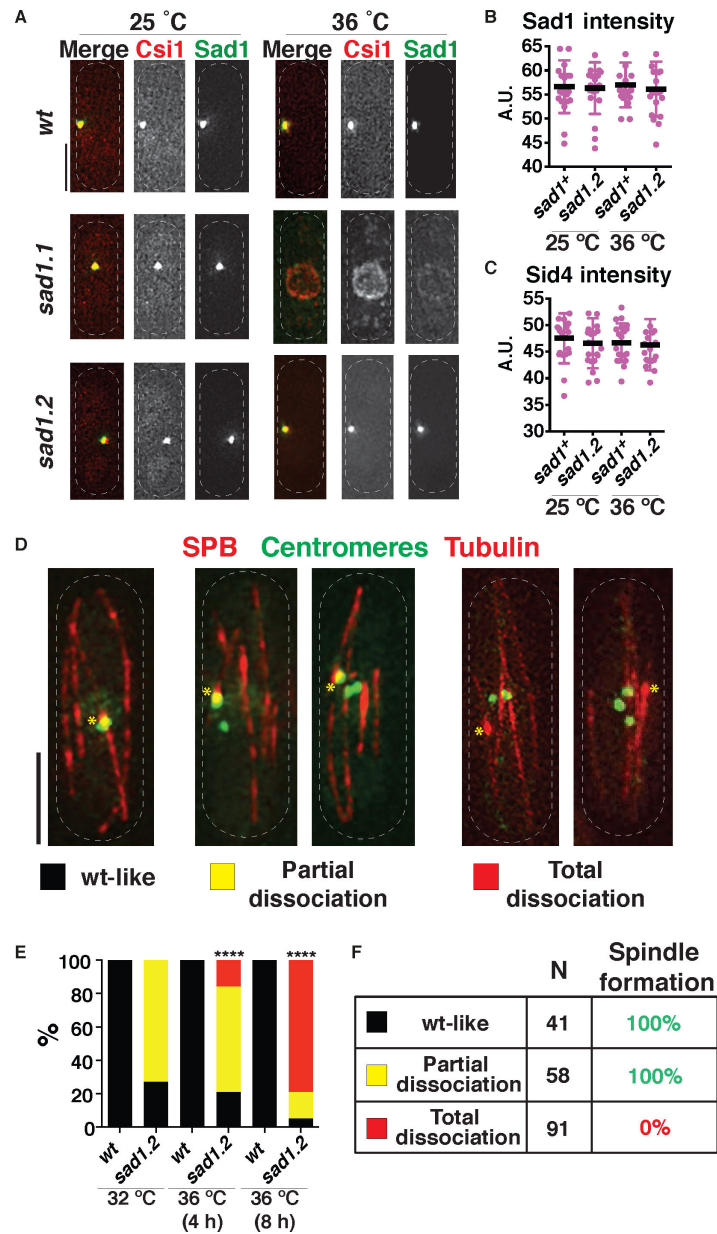 A
25 ˚C 36 ˚C
Merge Csi1 Sad1 Merge Csi1 Sad1
wt
sad1.1
sad1.2
B
Sad1 intensity
A.U.
65
60
55
50
45
40
sad1+ sad1.2 sad1+ sad1.2
25 ºC 36 ºC
C
Sid4 intensity
A.U.
55
50
45
40
35
30
sad1+ sad1.2 sad1+ sad1.2
25 ºC 36 ºC
D
SPB Centromeres Tubulin
*
*
*
*
*
wt-like
Partial
dissociation
Total
dissociation
E
%
100
80
60
40
20
0
**** ****
wt sad1.2 wt sad1.2 wt sad1.2
32 ºC 36 ºC 36 ºC
(4 h) (8 h)
F
N Spindle
formation
wt-like 41 100%
Partial
dissociation 58 100%
Total
dissociation 91 0%